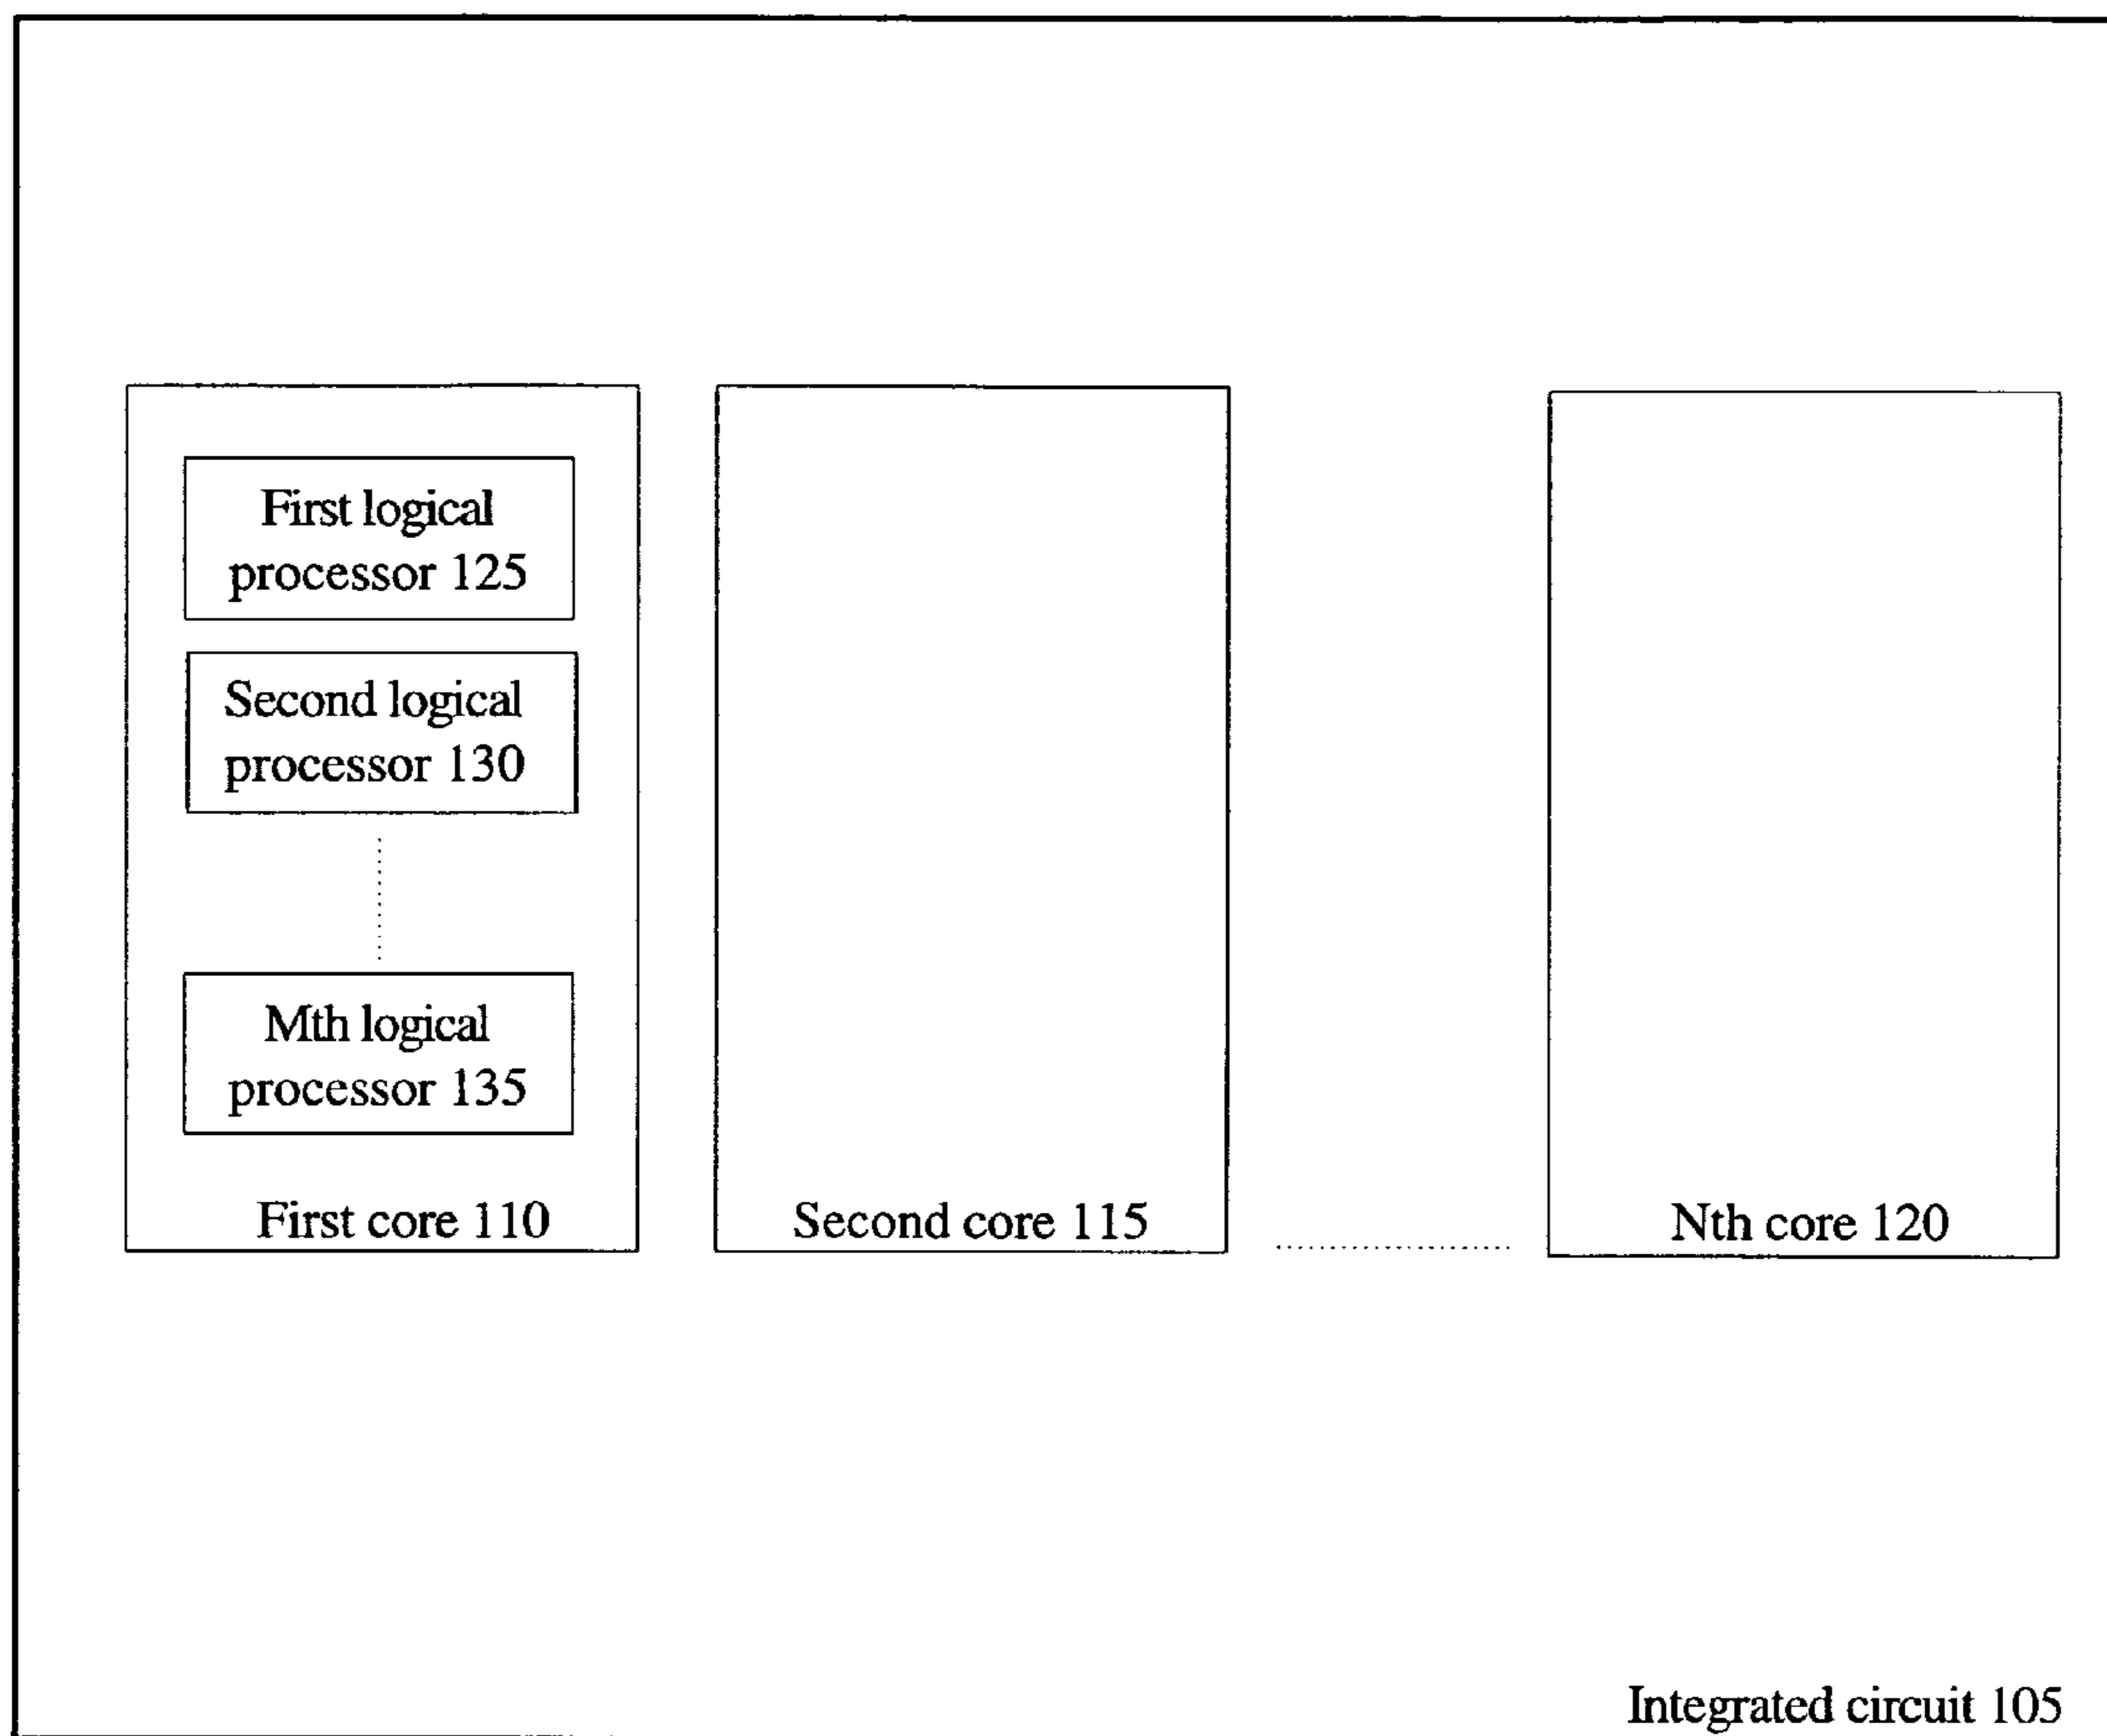 First logical
processor 125
Second logical
processor 130
Mth logical
processor 135
First core 110
Second core 115
Nth core 120
Integrated circuit 105